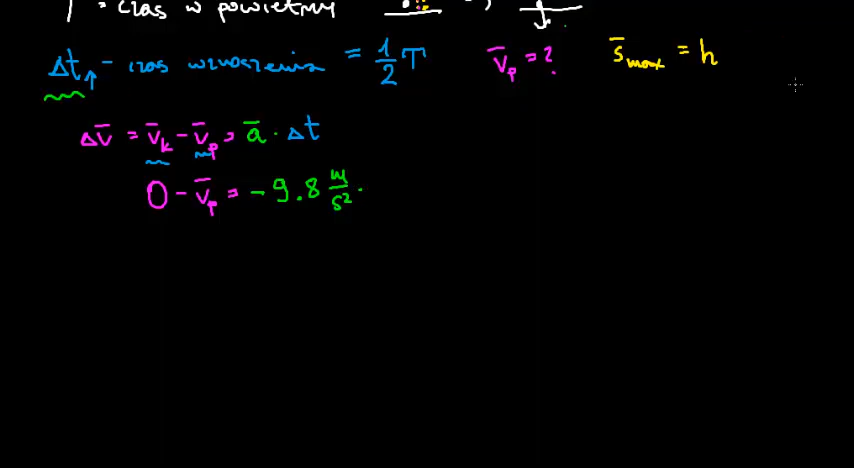 = czas w powietrzu
Δt↑ - czas wznoszenia = 1/2 T v̄p = ? s̄max = h
Δv̄ = v̄k - v̄p = ā · Δt
0 - v̄p = -9.8 m/s² ·